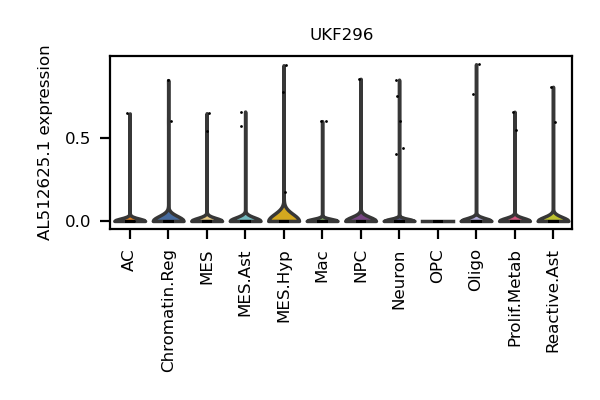 UKF296
AL512625.1 expression
0.5
0.0
AC
Chromatin.Reg
MES
MES.Ast
MES.Hyp
Mac
NPC
Neuron
OPC
Oligo
Prolif.Metab
Reactive.Ast